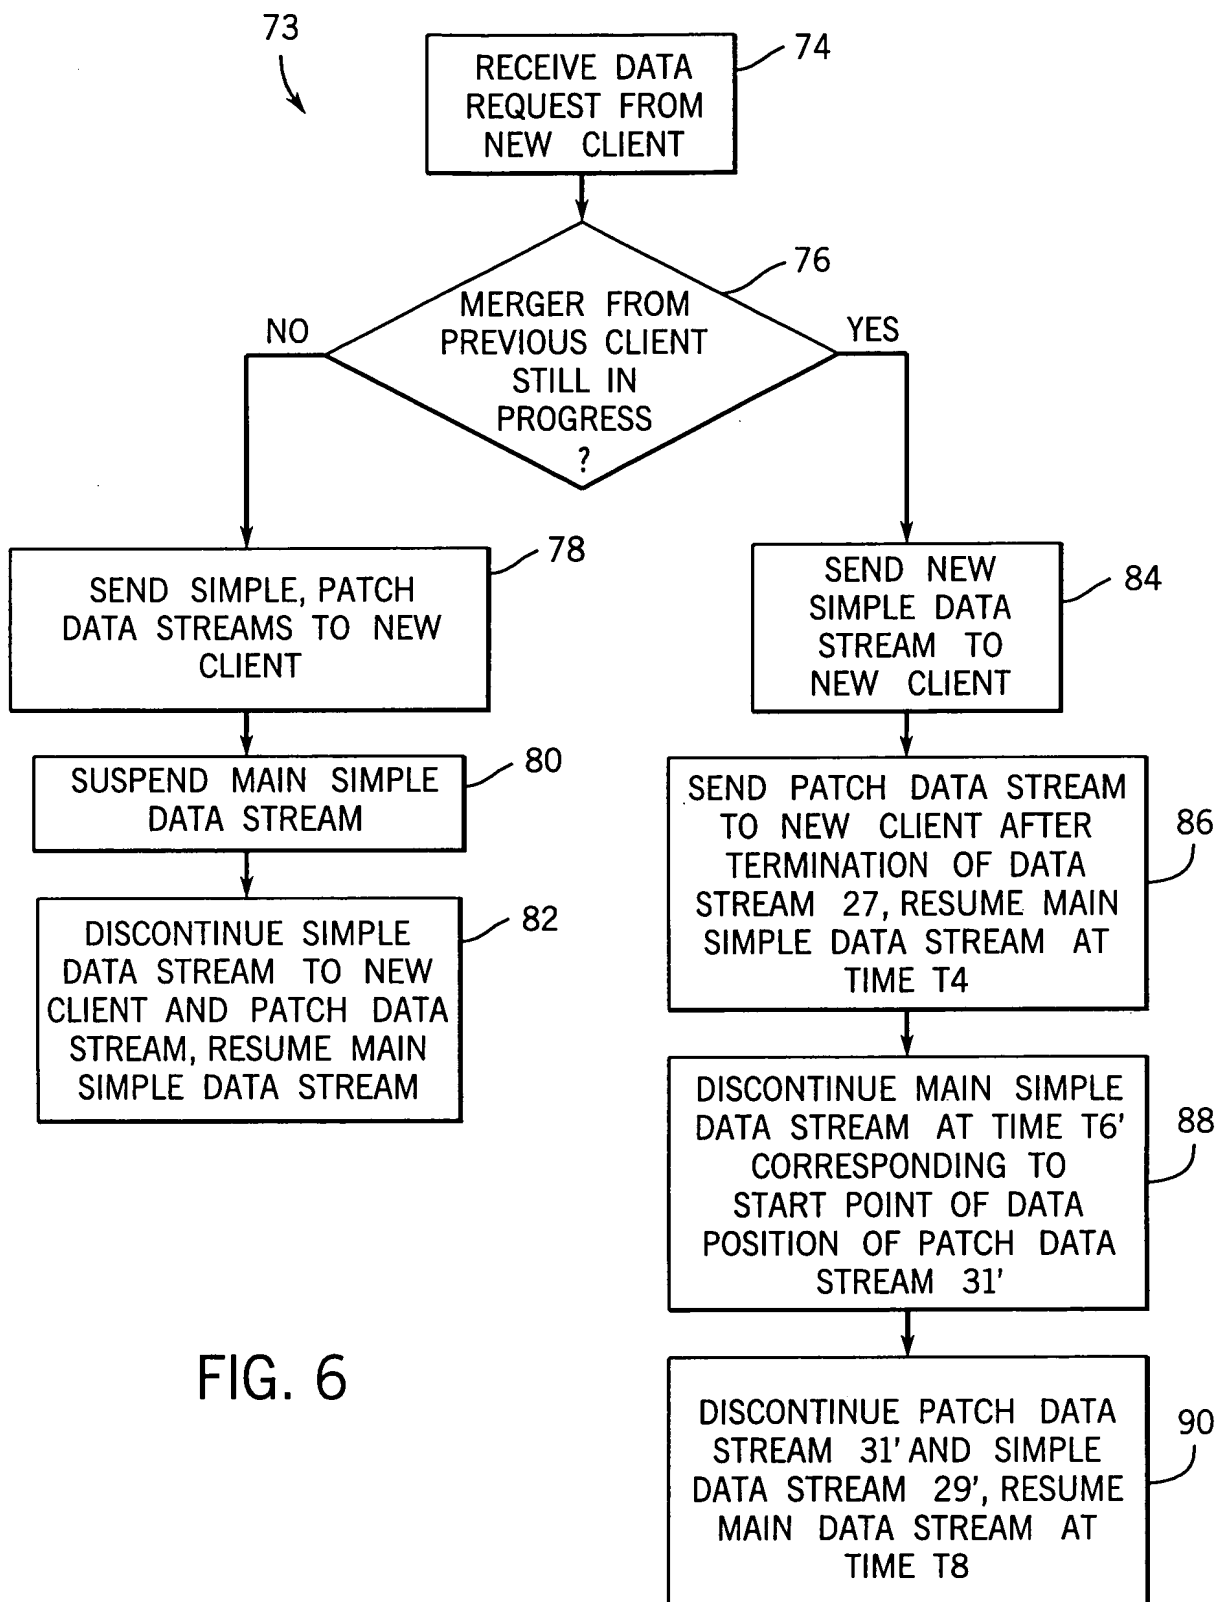 73
RECEIVE DATA
REQUEST FROM
NEW CLIENT
74
MERGER FROM
PREVIOUS CLIENT
STILL IN
PROGRESS
?
76
NO
YES
SEND SIMPLE, PATCH
DATA STREAMS TO NEW
CLIENT
78
SUSPEND MAIN SIMPLE
DATA STREAM
80
DISCONTINUE SIMPLE
DATA STREAM TO NEW
CLIENT AND PATCH DATA
STREAM, RESUME MAIN
SIMPLE DATA STREAM
82
SEND NEW
SIMPLE DATA
STREAM TO
NEW CLIENT
84
SEND PATCH DATA STREAM
TO NEW CLIENT AFTER
TERMINATION OF DATA
STREAM 27, RESUME MAIN
SIMPLE DATA STREAM AT
TIME T4
86
DISCONTINUE MAIN SIMPLE
DATA STREAM AT TIME T6'
CORRESPONDING TO
START POINT OF DATA
POSITION OF PATCH DATA
STREAM 31'
88
DISCONTINUE PATCH DATA
STREAM 31' AND SIMPLE
DATA STREAM 29', RESUME
MAIN DATA STREAM AT
TIME T8
90
FIG. 6